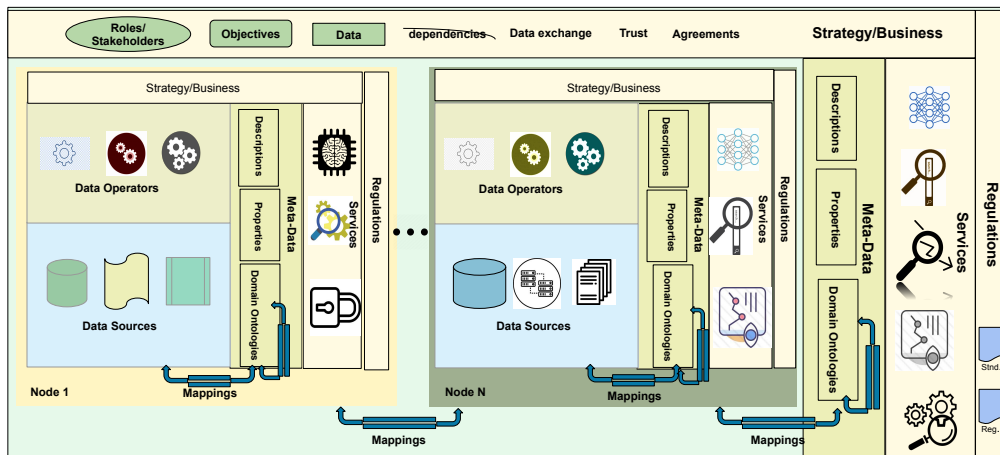 Roles/
Stakeholders
Objectives
Data
dependencies
Data exchange
Trust
Agreements
Strategy/Business
Strategy/Business
Data Operators
Data Sources
Descriptions
Properties
Domain Ontologies
Meta-Data
Services
Regulations
Node 1
Mappings
Strategy/Business
Data Operators
Data Sources
Descriptions
Properties
Domain Ontologies
Meta-Data
Services
Regulations
Node N
Mappings
Mappings
Mappings
Descriptions
Properties
Domain Ontologies
Meta-Data
Services
Regulations
Stnd.
Reg..